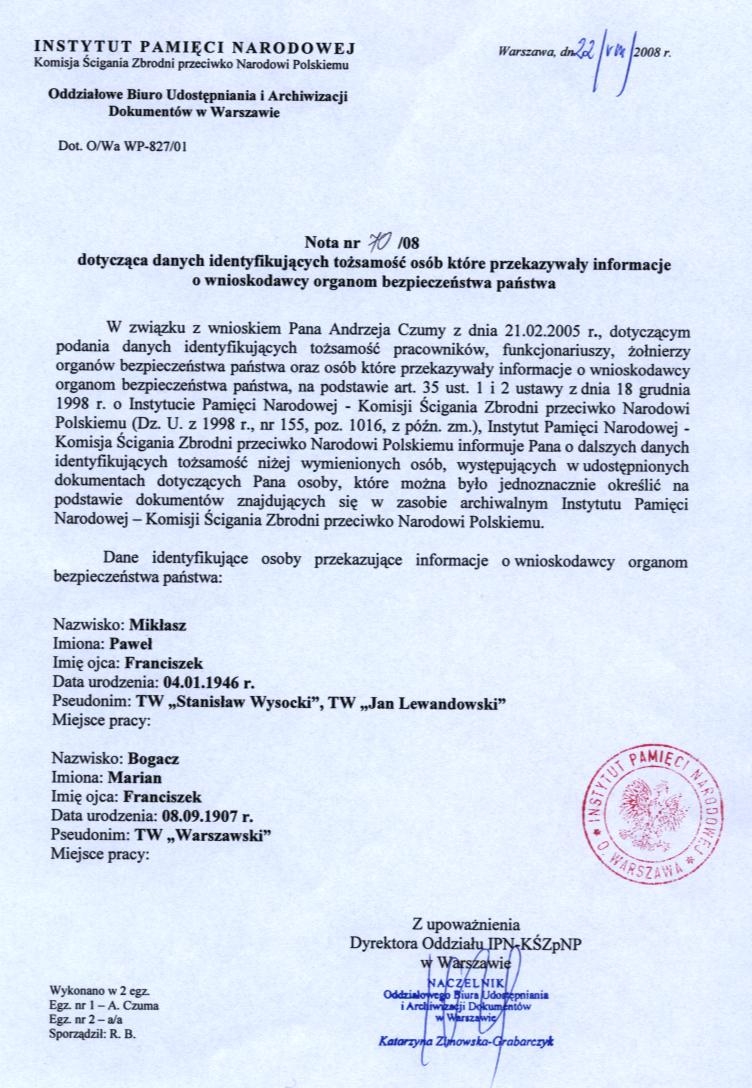 INSTYTUT PAMIĘCI NARODOWEJ
Komisja Ścigania Zbrodni przeciwko Narodowi Polskiemu
Warszawa, dn 22/VIII/2008 r.
Oddziałowe Biuro Udostępniania i Archiwizacji
Dokumentów w Warszawie
Dot. O/Wa WP-827/01
Nota nr 70 /08
dotycząca danych identyfikujących tożsamość osób które przekazywały informacje
o wnioskodawcy organom bezpieczeństwa państwa
W związku z wnioskiem Pana Andrzeja Czumy z dnia 21.02.2005 r., dotyczącym
podania danych identyfikujących tożsamość pracowników, funkcjonariuszy, żołnierzy
organów bezpieczeństwa państwa oraz osób które przekazywały informacje o wnioskodawcy
organom bezpieczeństwa państwa, na podstawie art. 35 ust. 1 i 2 ustawy z dnia 18 grudnia
1998 r. o Instytucie Pamięci Narodowej - Komisji Ścigania Zbrodni przeciwko Narodowi
Polskiemu (Dz. U. z 1998 r., nr 155, poz. 1016, z późn. zm.), Instytut Pamięci Narodowej -
Komisja Ścigania Zbrodni przeciwko Narodowi Polskiemu informuje Pana o dalszych danych
identyfikujących tożsamość niżej wymienionych osób, występujących w udostępnionych
dokumentach dotyczących Pana osoby, które można było jednoznacznie określić na
podstawie dokumentów znajdujących się w zasobie archiwalnym Instytutu Pamięci
Narodowej – Komisji Ścigania Zbrodni przeciwko Narodowi Polskiemu.
Dane identyfikujące osoby przekazujące informacje o wnioskodawcy organom
bezpieczeństwa państwa:
Nazwisko: Mikłasz
Imiona: Paweł
Imię ojca: Franciszek
Data urodzenia: 04.01.1946 r.
Pseudonim: TW „Stanisław Wysocki”, TW „Jan Lewandowski”
Miejsce pracy:
Nazwisko: Bogacz
Imiona: Marian
Imię ojca: Franciszek
Data urodzenia: 08.09.1907 r.
Pseudonim: TW „Warszawski”
Miejsce pracy:
INSTYTUT PAMIĘCI NARODOWEJ
O. WARSZAWA
Z upoważnienia
Dyrektora Oddziału IPN-KŚZpNP
w Warszawie
NACZELNIK
Oddziałowego Biura Udostępniania
i Archiwizacji Dokumentów
w Warszawie
Katarzyna Zimowska-Grabarczyk
Wykonano w 2 egz.
Egz. nr 1 – A. Czuma
Egz. nr 2 – a/a
Sporządził: R. B.